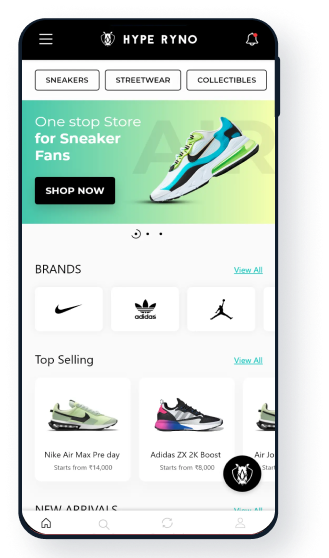 HYPE RYNO
SNEAKERS STREETWEAR COLLECTIBLES
AIR
One stop Store
for Sneaker
Fans
SHOP NOW
BRANDS View All
adidas
Top Selling View All
Nike Air Max Pre day Adidas ZX 2K Boost Air Jo
Starts from ₹14,000 Starts from ₹8,000 Start
NEW ARRIVALS View All